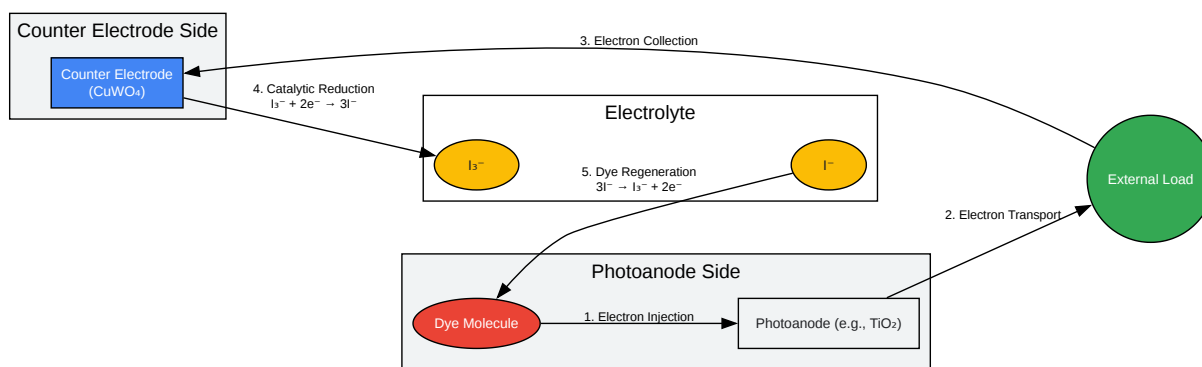 Counter Electrode Side
Counter Electrode
(CuWO₄)
3. Electron Collection
4. Catalytic Reduction
I₃⁻ + 2e⁻ → 3I⁻
Electrolyte
I₃⁻
I⁻
5. Dye Regeneration
3I⁻ → I₃⁻ + 2e⁻
External Load
2. Electron Transport
Photoanode Side
Dye Molecule
1. Electron Injection
Photoanode (e.g., TiO₂)